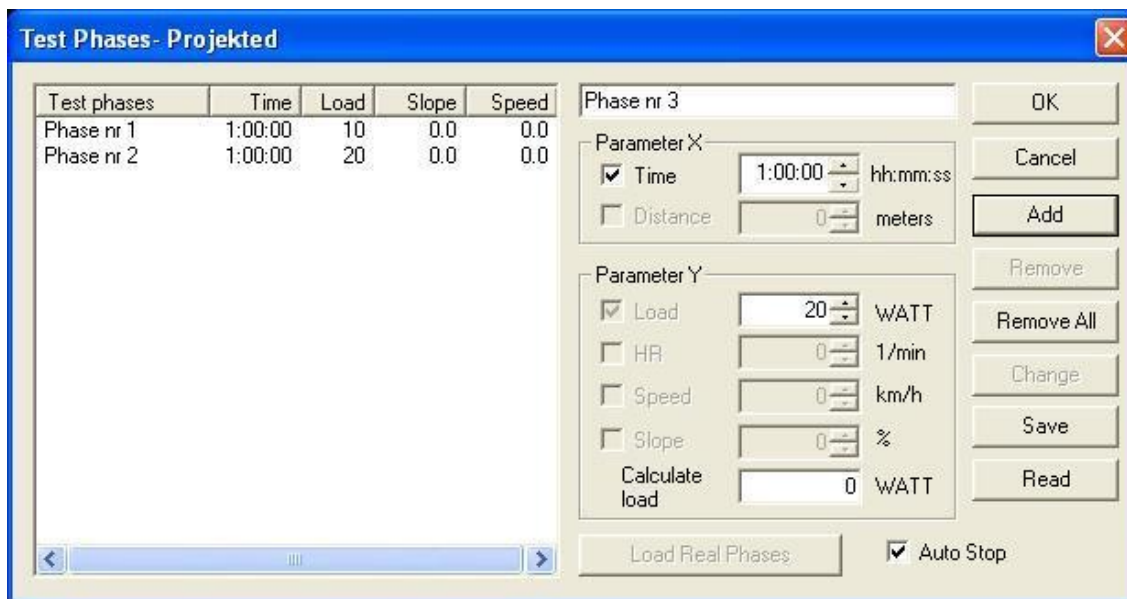 Test Phases- Projekted
Test phases Time Load Slope Speed
Phase nr 1 1:00:00 10 0.0 0.0
Phase nr 2 1:00:00 20 0.0 0.0
Phase nr 3
Parameter X
Time 1:00:00 hh:mm:ss
Distance 0 meters
Parameter Y
Load 20 WATT
HR 0 1/min
Speed 0 km/h
Slope 0 %
Calculate
load 0 WATT
Load Real Phases
Auto Stop
OK
Cancel
Add
Remove
Remove All
Change
Save
Read